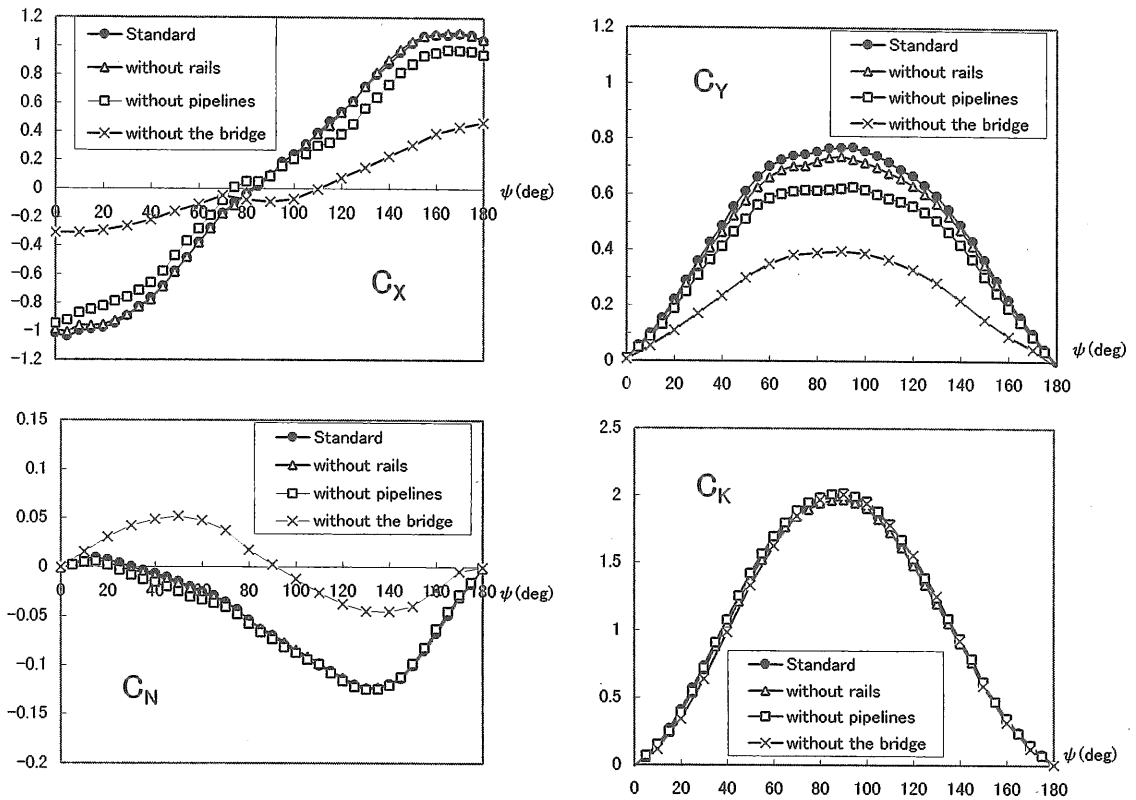 1.2
1
0.8
0.6
0.4
0.2
0
-0.2
-0.4
-0.6
-0.8
-1
-1.2
Standard
without rails
without pipelines
without the bridge
ψ(deg)
0 20 40 60 80 100 120 140 160 180
C_X
1.2
1
0.8
0.6
0.4
0.2
0
Standard
without rails
without pipelines
without the bridge
C_Y
ψ(deg)
0 20 40 60 80 100 120 140 160 180
0.15
0.1
0.05
0
-0.05
-0.1
-0.15
-0.2
Standard
without rails
without pipelines
without the bridge
20 40 60 80 100 120 140 160 180 ψ(deg)
C_N
2.5
2
1.5
1
0.5
0
C_K
Standard
without rails
without pipelines
without the bridge
ψ(deg)
0 20 40 60 80 100 120 140 160 180